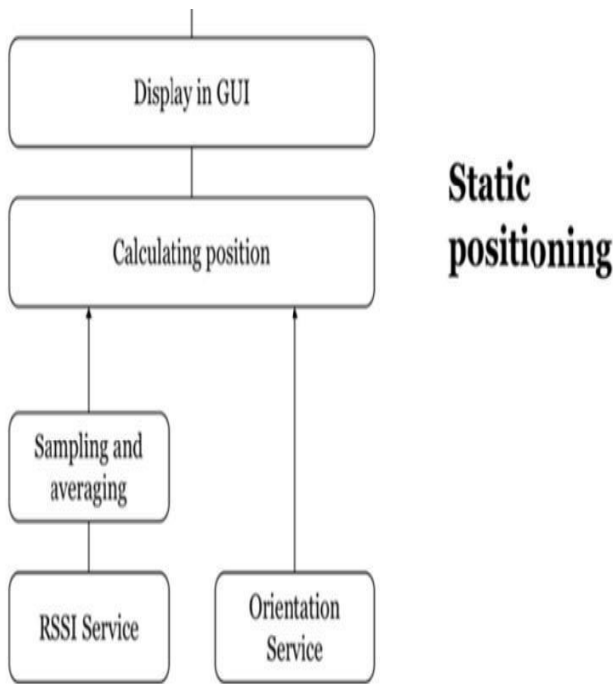 Display in GUI
Static
positioning
Calculating position
Sampling and
averaging
RSSI Service
Orientation
Service